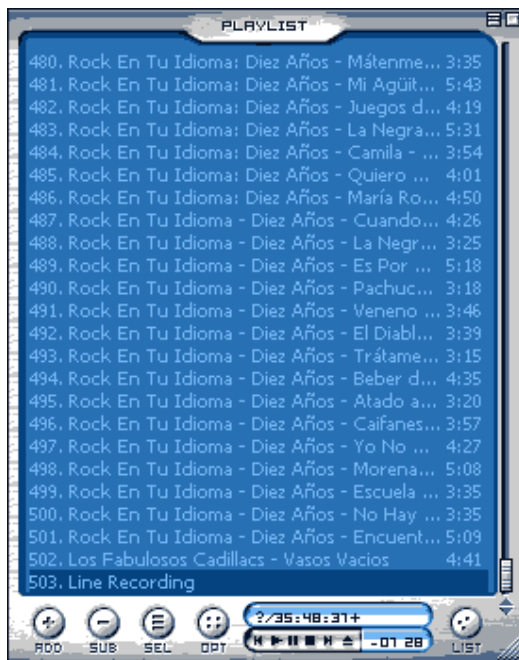 PLAYLIST
480. Rock En Tu Idioma: Diez Años - Mátenme... 3:35
481. Rock En Tu Idioma: Diez Años - Mi Agüit... 5:43
482. Rock En Tu Idioma: Diez Años - Juegos d... 4:19
483. Rock En Tu Idioma: Diez Años - La Negra... 5:31
484. Rock En Tu Idioma: Diez Años - Camila - ... 3:54
485. Rock En Tu Idioma: Diez Años - Quiero ... 4:01
486. Rock En Tu Idioma: Diez Años - María Ro... 4:50
487. Rock En Tu Idioma - Diez Años - Cuando... 4:26
488. Rock En Tu Idioma - Diez Años - La Negr... 3:25
489. Rock En Tu Idioma - Diez Años - Es Por ... 5:18
490. Rock En Tu Idioma - Diez Años - Pachuc... 3:18
491. Rock En Tu Idioma - Diez Años - Veneno ... 3:46
492. Rock En Tu Idioma - Diez Años - El Diabl... 3:39
493. Rock En Tu Idioma - Diez Años - Trátame... 3:15
494. Rock En Tu Idioma - Diez Años - Beber d... 4:35
495. Rock En Tu Idioma - Diez Años - Atado a... 3:20
496. Rock En Tu Idioma - Diez Años - Caifanes... 3:57
497. Rock En Tu Idioma - Diez Años - Yo No ... 4:27
498. Rock En Tu Idioma - Diez Años - Morena... 5:08
499. Rock En Tu Idioma - Diez Años - Escuela ... 3:35
500. Rock En Tu Idioma - Diez Años - No Hay ... 3:35
501. Rock En Tu Idioma - Diez Años - Encuent... 5:09
502. Los Fabulosos Cadillacs - Vasos Vacios 4:41
503. Line Recording
?/35:48:31+
-01 28
ADD SUB SEL OPT LIST